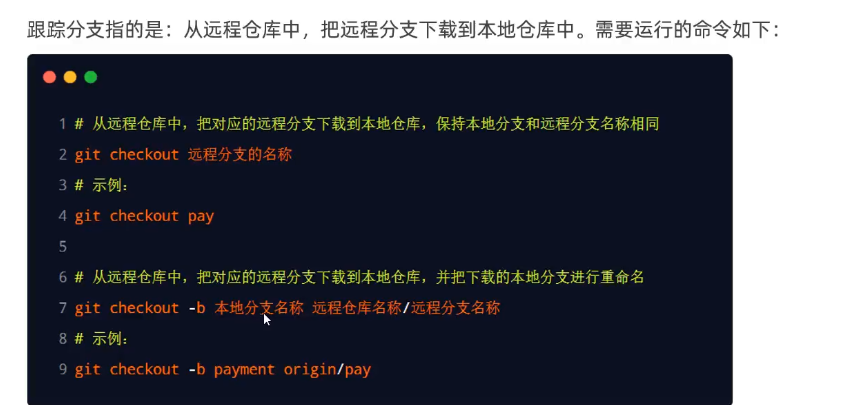 跟踪分支指的是：从远程仓库中，把远程分支下载到本地仓库中。需要运行的命令如下：
1 # 从远程仓库中，把对应的远程分支下载到本地仓库，保持本地分支和远程分支名称相同
2 git checkout 远程分支的名称
3 # 示例：
4 git checkout pay
5
6 # 从远程仓库中，把对应的远程分支下载到本地仓库，并把下载的本地分支进行重命名
7 git checkout -b 本地分支名称 远程仓库名称/远程分支名称
8 # 示例：
9 git checkout -b payment origin/pay